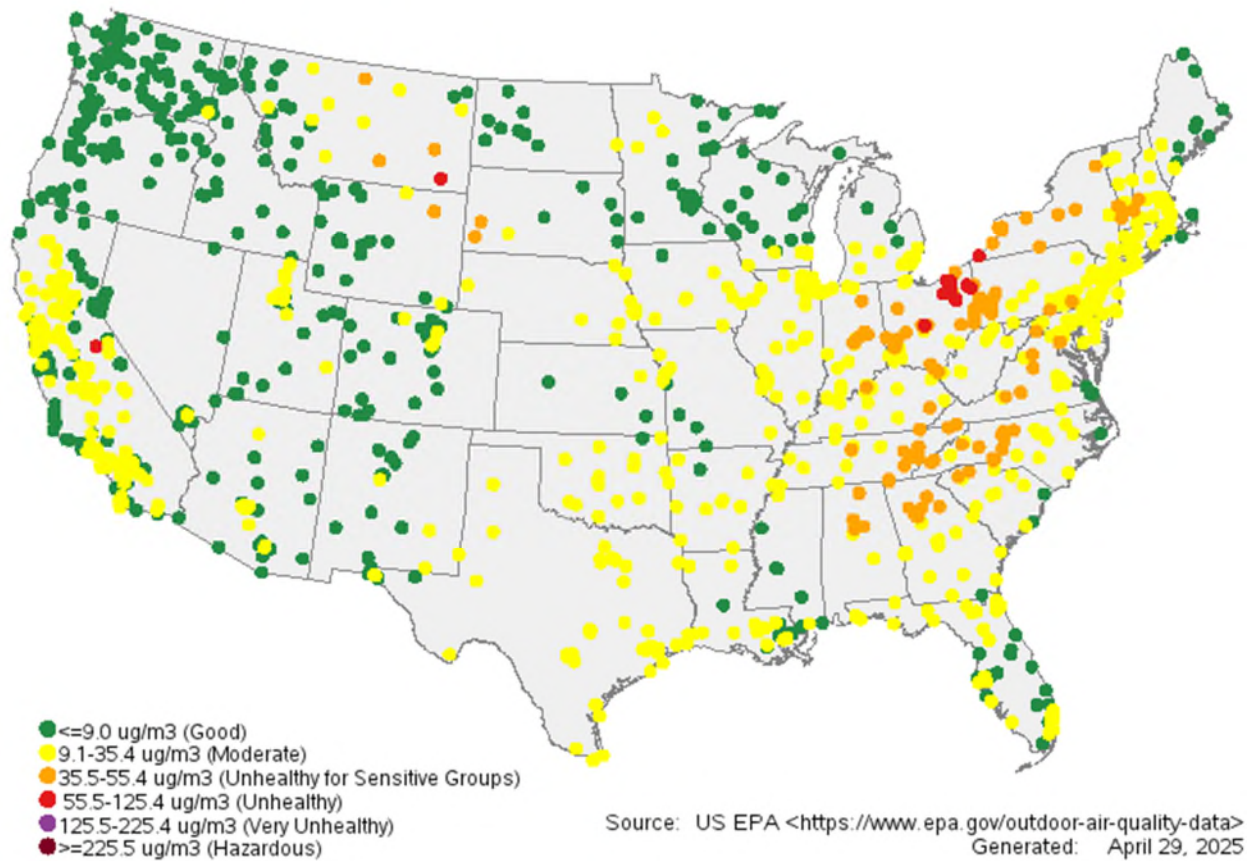 <=9.0 ug/m3 (Good)
9.1-35.4 ug/m3 (Moderate)
35.5-55.4 ug/m3 (Unhealthy for Sensitive Groups)
55.5-125.4 ug/m3 (Unhealthy)
125.5-225.4 ug/m3 (Very Unhealthy)
>=225.5 ug/m3 (Hazardous)
Source: US EPA <https://www.epa.gov/outdoor-air-quality-data>
Generated: April 29, 2025